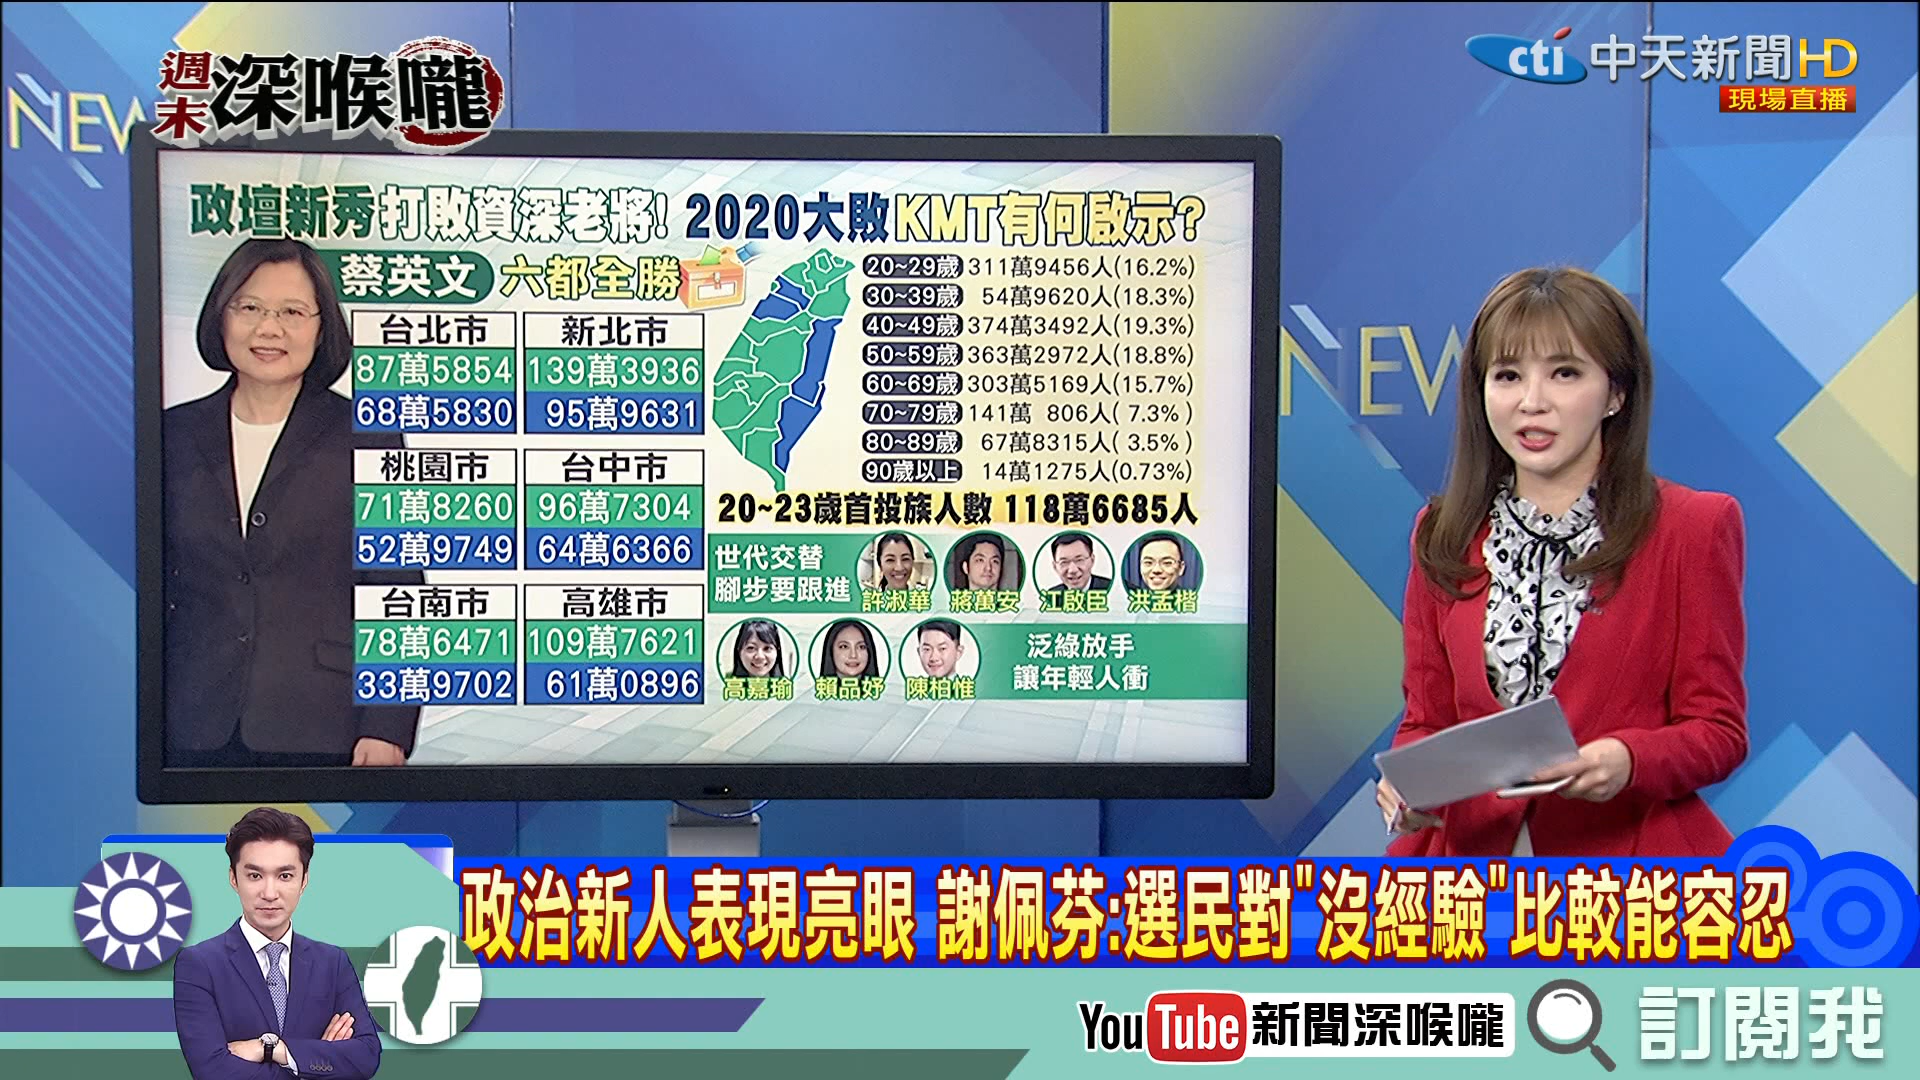 週末深喉嚨
cti 中天新聞HD
現場直播
NEW
政壇新秀打敗資深老將! 2020大敗KMT有何啟示?
蔡英文 六都全勝
台北市
87萬5854
68萬5830
新北市
139萬3936
95萬9631
桃園市
71萬8260
52萬9749
台中市
96萬7304
64萬6366
台南市
78萬6471
33萬9702
高雄市
109萬7621
61萬0896
20~29歲 311萬9456人(16.2%)
30~39歲 54萬9620人(18.3%)
40~49歲 374萬3492人(19.3%)
50~59歲 363萬2972人(18.8%)
60~69歲 303萬5169人(15.7%)
70~79歲 141萬 806人( 7.3% )
80~89歲 67萬8315人( 3.5% )
90歲以上 14萬1275人(0.73%)
20~23歲首投族人數 118萬6685人
世代交替
腳步要跟進
許淑華 蔣萬安 江啟臣 洪孟楷
高嘉瑜 賴品妤 陳柏惟
泛綠放手
讓年輕人衝
NEW
政治新人表現亮眼 謝佩芬:選民對"沒經驗"比較能容忍
YouTube 新聞深喉嚨 訂閱我